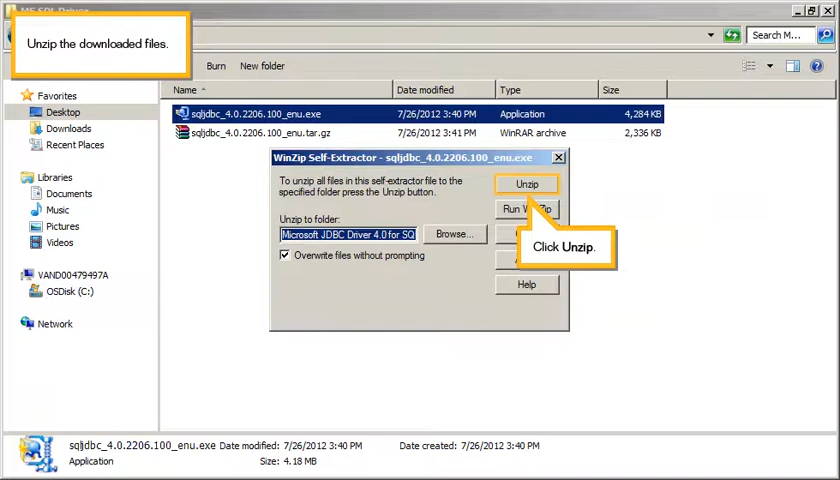 MS SQL Driver
Unzip the downloaded files.
Search M...
Burn New folder
Name Date modified Type Size
Favorites
Desktop
Downloads
Recent Places
Libraries
Documents
Music
Pictures
Videos
VAND00479497A
OSDisk (C:)
Network
sqljdbc_4.0.2206.100_enu.exe 7/26/2012 3:40 PM Application 4,284 KB
sqljdbc_4.0.2206.100_enu.tar.gz 7/26/2012 3:41 PM WinRAR archive 2,336 KB
WinZip Self-Extractor - sqljdbc_4.0.2206.100_enu.exe
To unzip all files in this self-extractor file to the
specified folder press the Unzip button.
Unzip to folder:
Microsoft JDBC Driver 4.0 for SQ
Browse...
Overwrite files without prompting
Unzip
Run WinZip
Click Unzip.
Help
sqljdbc_4.0.2206.100_enu.exe Date modified: 7/26/2012 3:40 PM Date created: 7/26/2012 3:40 PM
Application Size: 4.18 MB